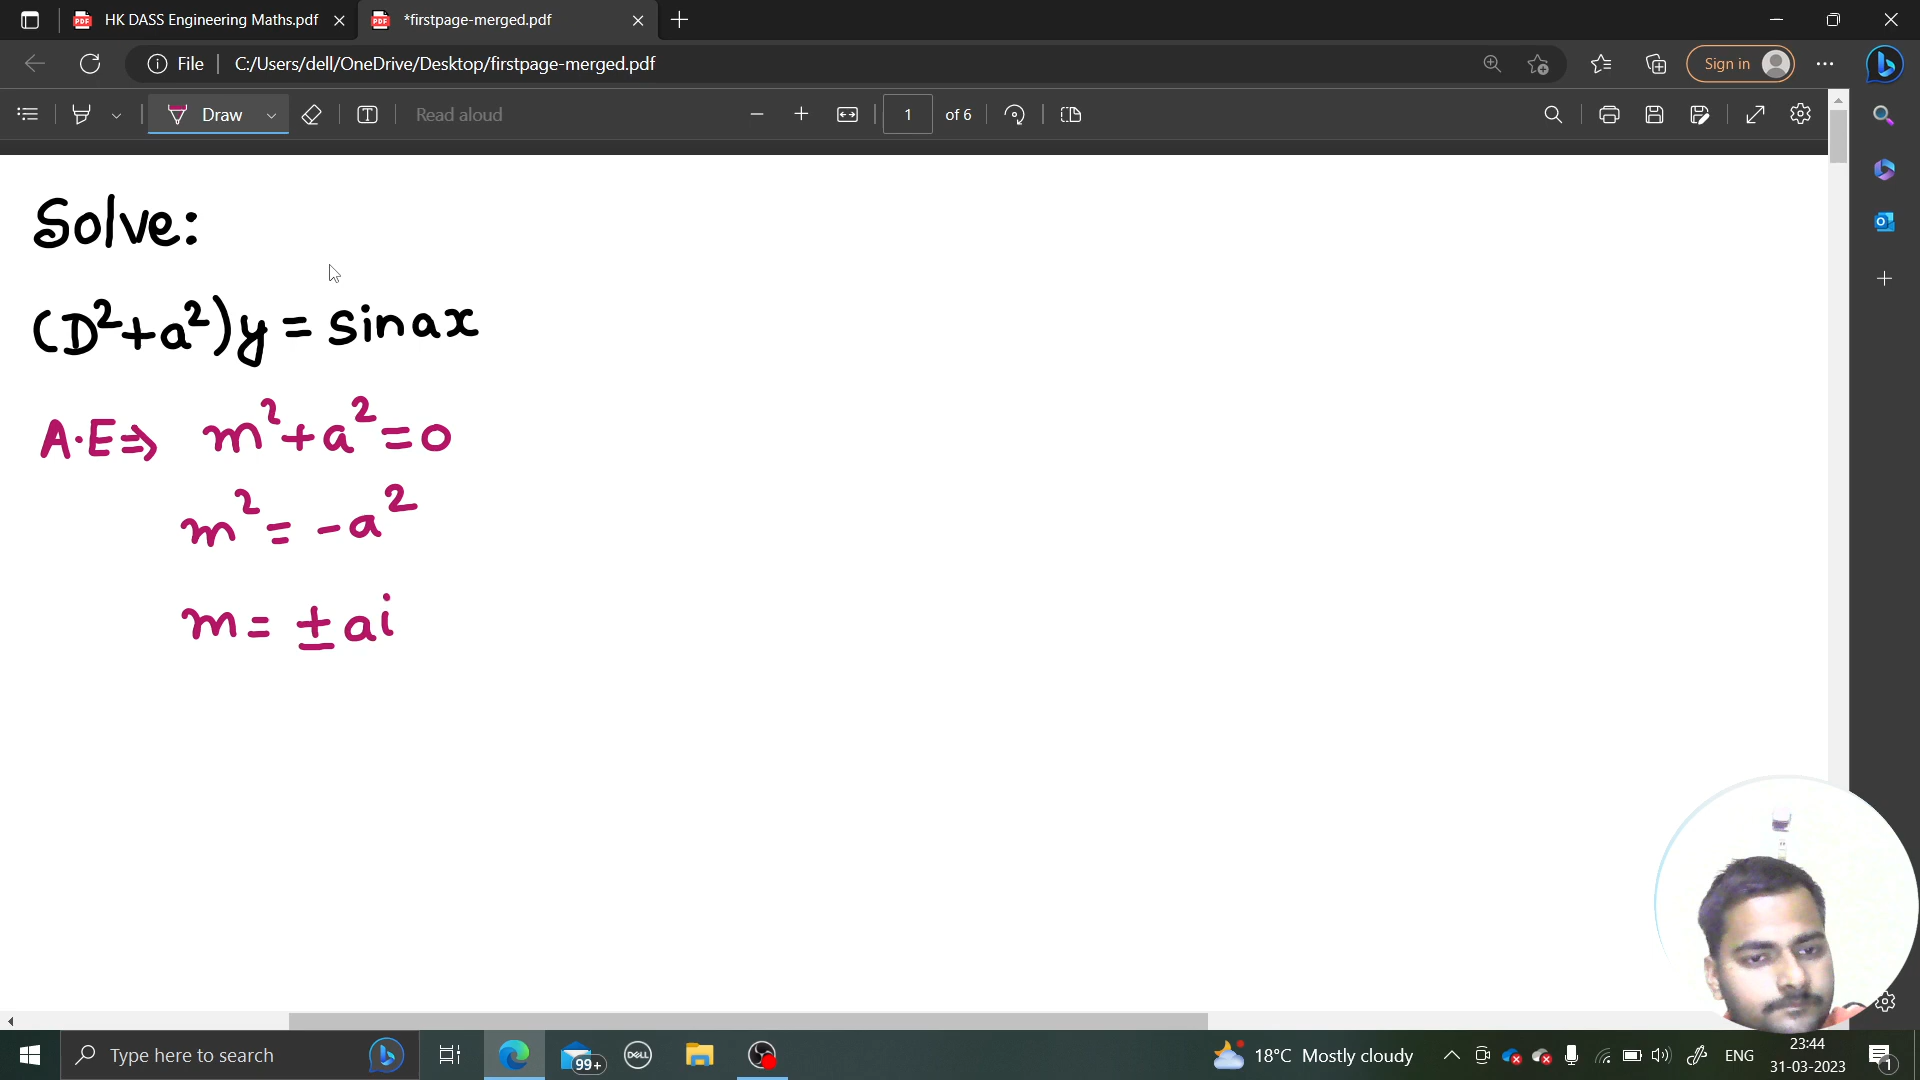 HK DASS Engineering Maths.pdf
*firstpage-merged.pdf
File
C:/Users/dell/OneDrive/Desktop/firstpage-merged.pdf
Sign in
Draw
Read aloud
1 of 6
Solve:
(D²+a²)y = sinax
A.E⇒ m²+a²=0
m² = -a²
m = ±ai
Type here to search
99+
DELL
18°C Mostly cloudy
ENG
23:44
31-03-2023
1